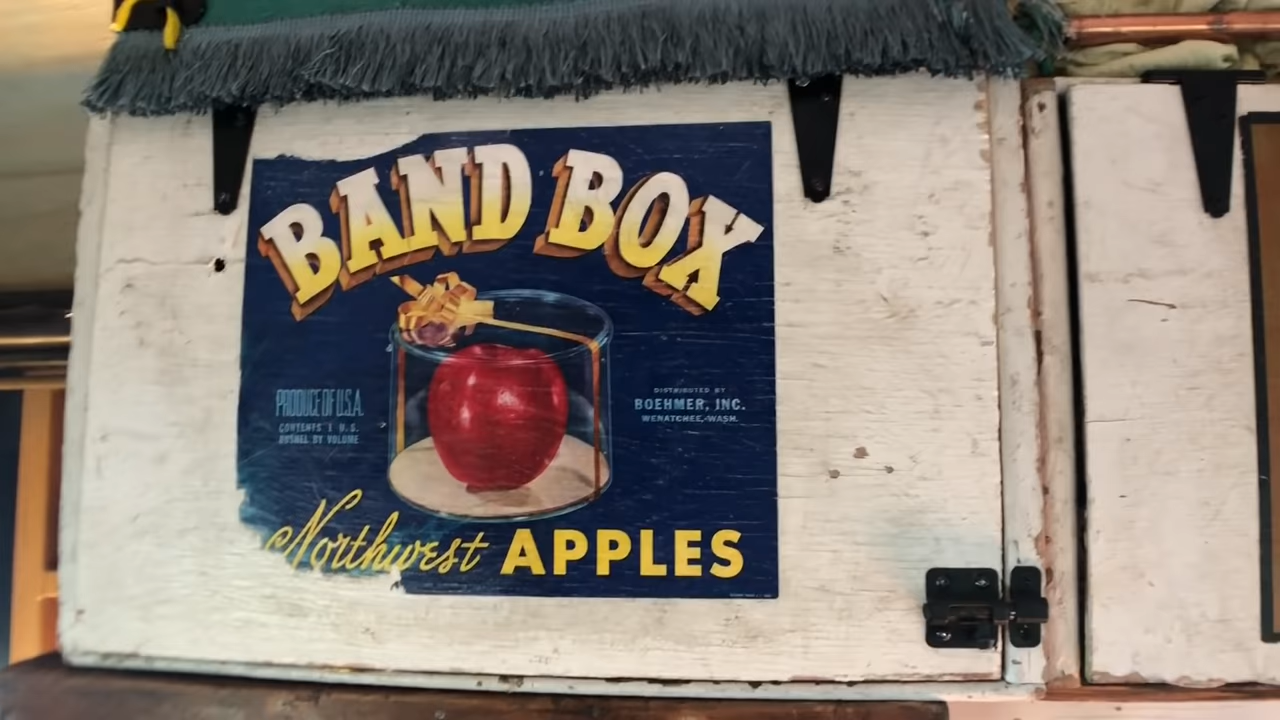 BAND BOX
PRODUCE OF U.S.A.
CONTENTS 1 U.S.
BUSHEL BY VOLUME
DISTRIBUTED BY
BOEHMER, INC.
WENATCHEE,-WASH.
Northwest APPLES